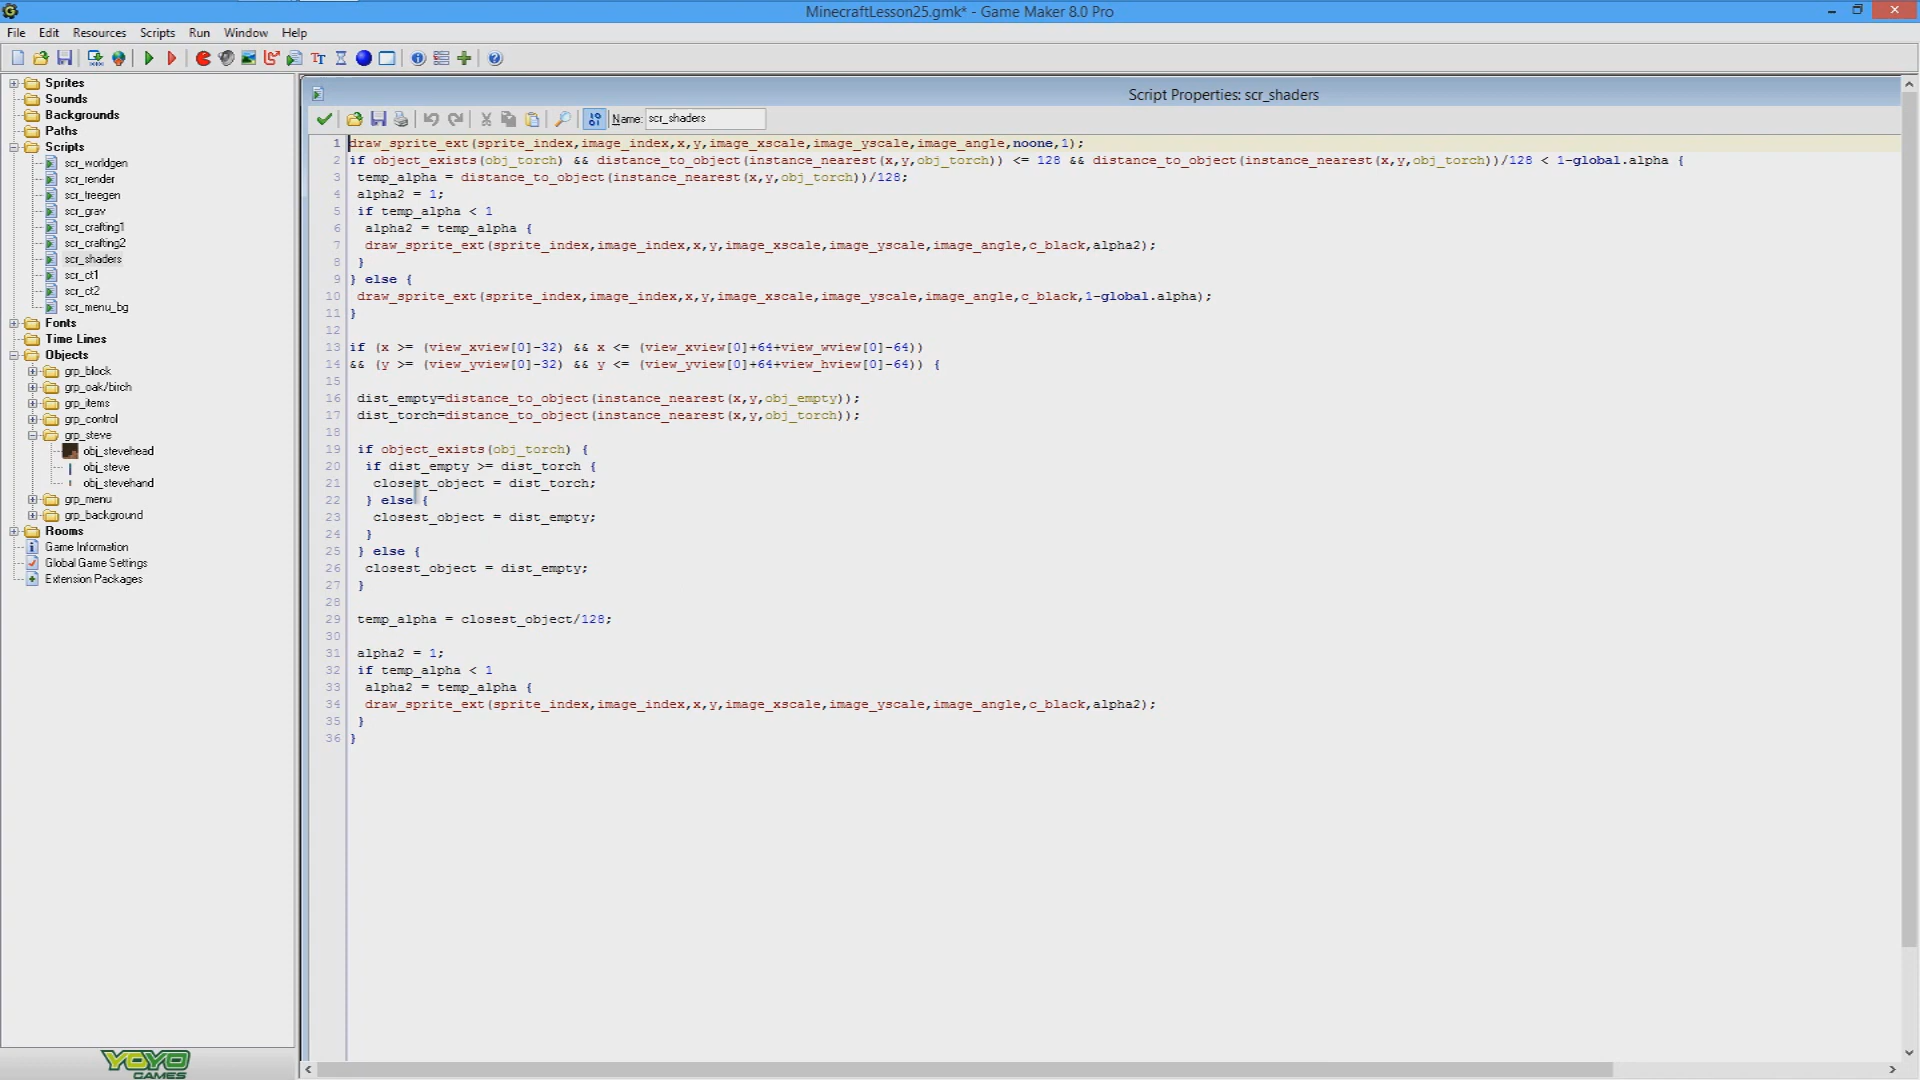 MinecraftLesson25.gmk* - Game Maker 8.0 Pro
File Edit Resources Scripts Run Window Help
Sprites
Sounds
Backgrounds
Paths
Scripts
scr_worldgen
scr_render
scr_treegen
scr_grav
scr_crafting1
scr_crafting2
scr_shaders
scr_ct1
scr_ct2
scr_menu_bg
Fonts
Time Lines
Objects
grp_block
grp_oak/birch
grp_items
grp_control
grp_steve
obj_stevehead
obj_steve
obj_stevehand
grp_menu
grp_background
Rooms
Game Information
Global Game Settings
Extension Packages
YOYO
GAMES
Script Properties: scr_shaders
Name: scr_shaders
1 draw_sprite_ext(sprite_index,image_index,x,y,image_xscale,image_yscale,image_angle,noone,1);
2 if object_exists(obj_torch) && distance_to_object(instance_nearest(x,y,obj_torch)) <= 128 && distance_to_object(instance_nearest(x,y,obj_torch))/128 < 1-global.alpha {
3 temp_alpha = distance_to_object(instance_nearest(x,y,obj_torch))/128;
4 alpha2 = 1;
5 if temp_alpha < 1
6 alpha2 = temp_alpha {
7 draw_sprite_ext(sprite_index,image_index,x,y,image_xscale,image_yscale,image_angle,c_black,alpha2);
8 }
9 } else {
10 draw_sprite_ext(sprite_index,image_index,x,y,image_xscale,image_yscale,image_angle,c_black,1-global.alpha);
11 }
12
13 if (x >= (view_xview[0]-32) && x <= (view_xview[0]+64+view_wview[0]-64))
14 && (y >= (view_yview[0]-32) && y <= (view_yview[0]+64+view_hview[0]-64)) {
15
16 dist_empty=distance_to_object(instance_nearest(x,y,obj_empty));
17 dist_torch=distance_to_object(instance_nearest(x,y,obj_torch));
18
19 if object_exists(obj_torch) {
20 if dist_empty >= dist_torch {
21 closest_object = dist_torch;
22 } else {
23 closest_object = dist_empty;
24 }
25 } else {
26 closest_object = dist_empty;
27 }
28
29 temp_alpha = closest_object/128;
30
31 alpha2 = 1;
32 if temp_alpha < 1
33 alpha2 = temp_alpha {
34 draw_sprite_ext(sprite_index,image_index,x,y,image_xscale,image_yscale,image_angle,c_black,alpha2);
35 }
36 }